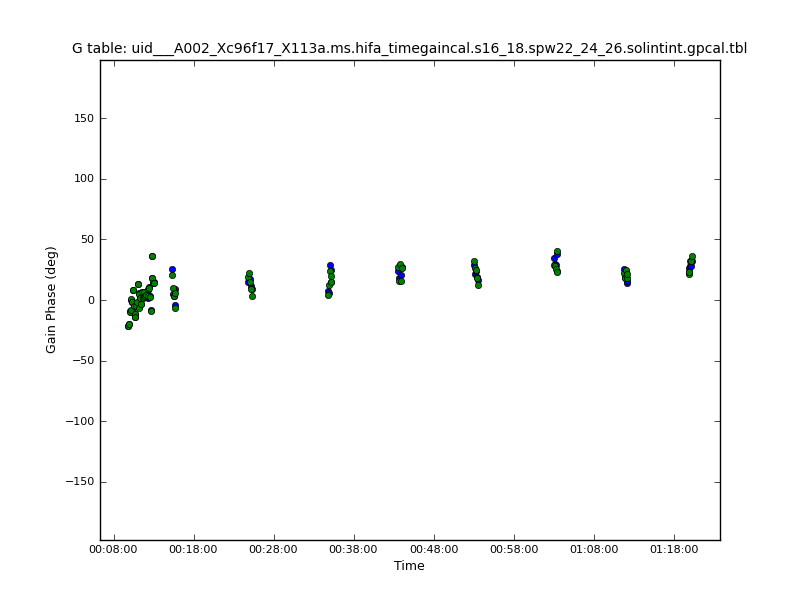 G table: uid___A002_Xc96f17_X113a.ms.hifa_timegaincal.s16_18.spw22_24_26.solintint.gpcal.tbl
Gain Phase (deg)
150
100
50
0
−50
−100
−150
00:08:00 00:18:00 00:28:00 00:38:00 00:48:00 00:58:00 01:08:00 01:18:00
Time